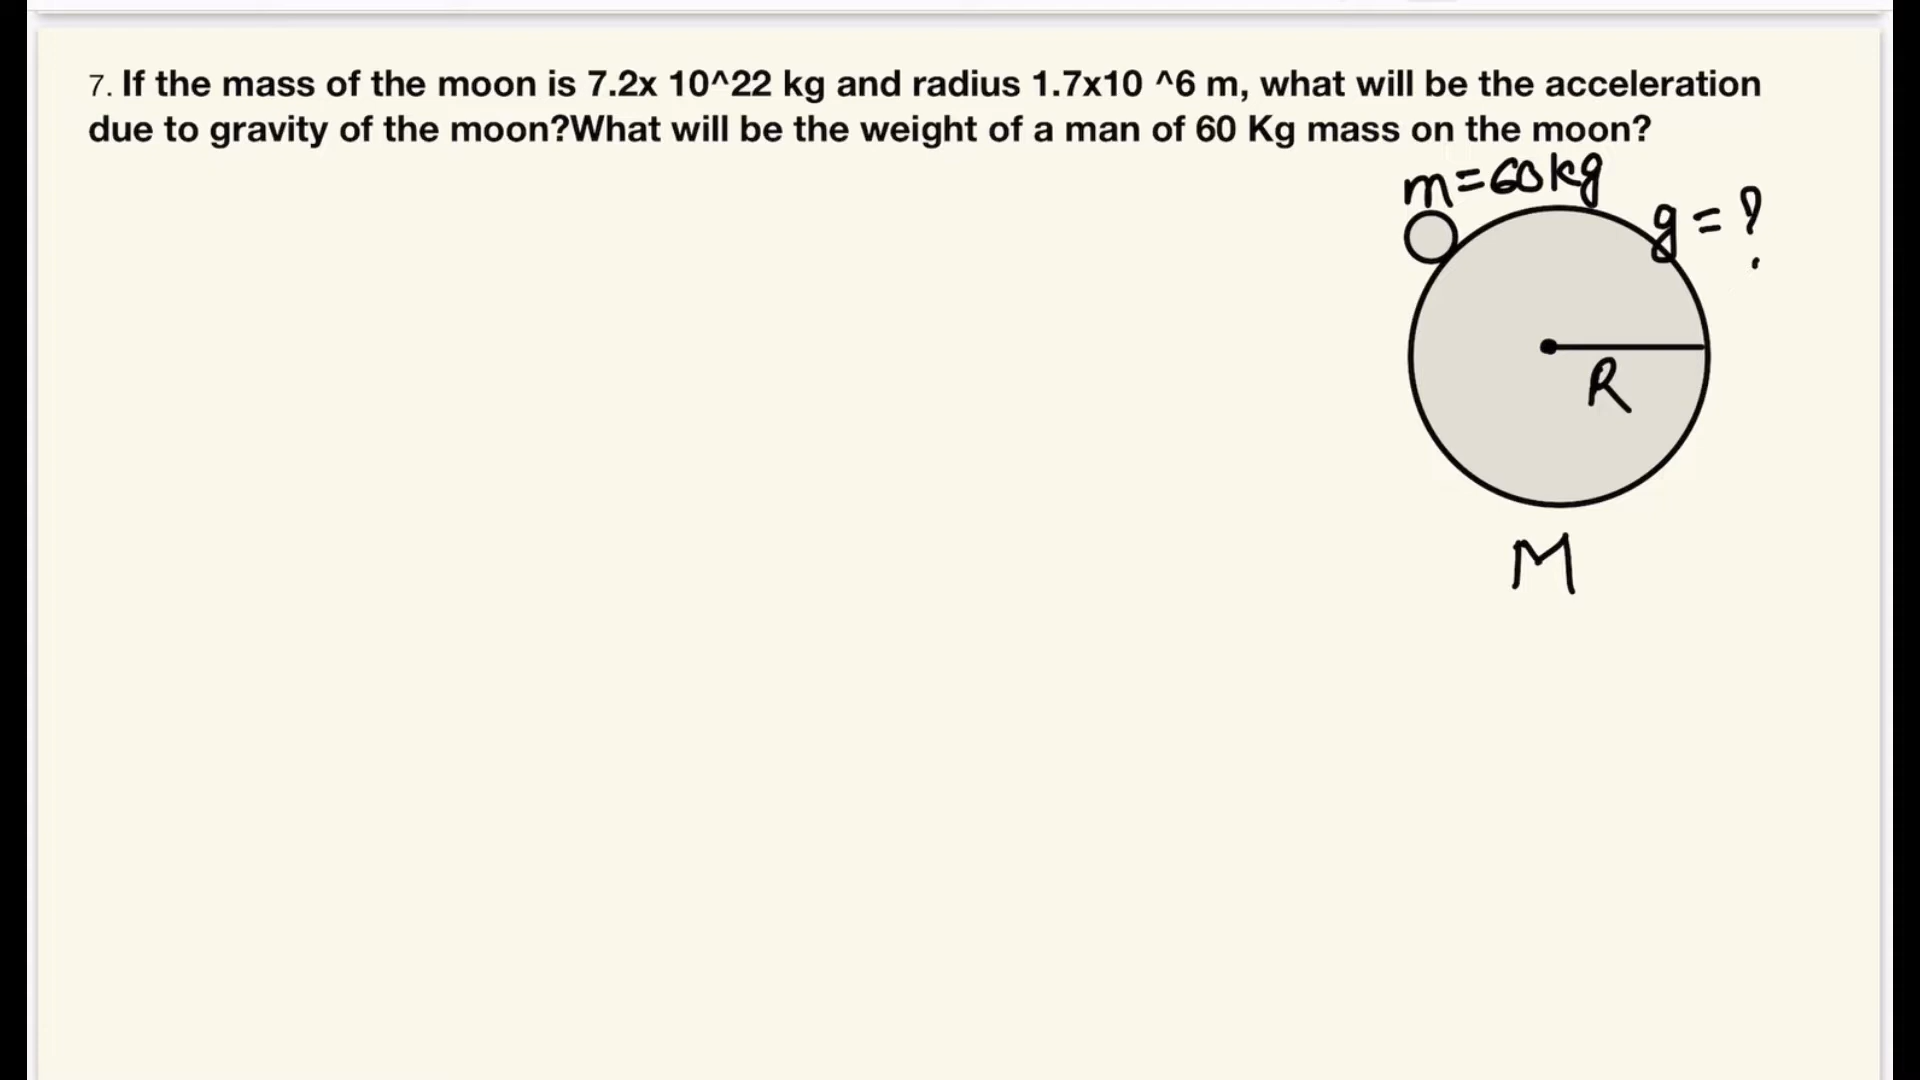 7. If the mass of the moon is 7.2x 10^22 kg and radius 1.7x10 ^6 m, what will be the acceleration
due to gravity of the moon?What will be the weight of a man of 60 Kg mass on the moon?
m=60kg
g = ?
R
M